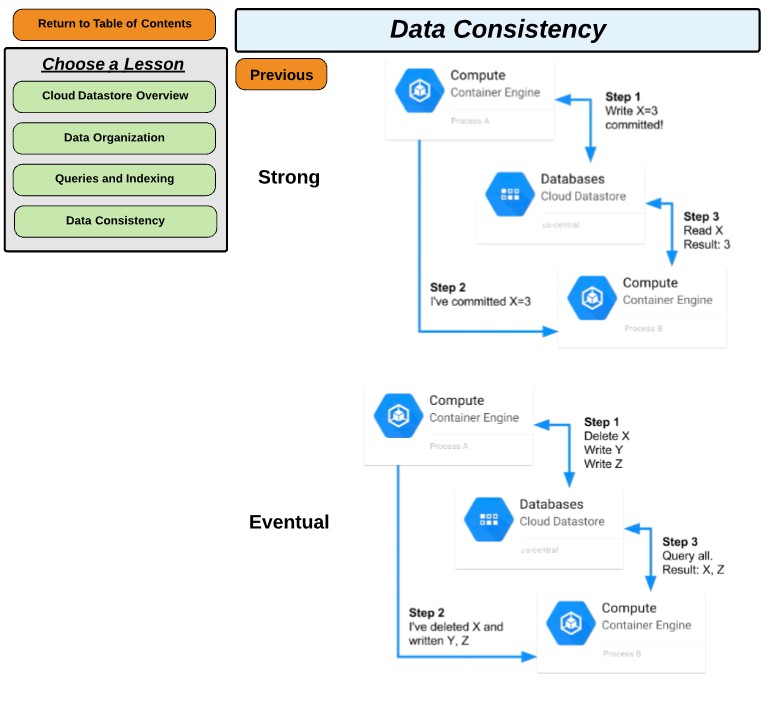 Return to Table of Contents
Choose a Lesson
Cloud Datastore Overview
Data Organization
Queries and Indexing
Data Consistency
Data Consistency
Previous
Strong
Compute
Container Engine
Process A
Step 1
Write X=3
committed!
Databases
Cloud Datastore
us-central
Step 3
Read X
Result: 3
Step 2
I've committed X=3
Compute
Container Engine
Process B
Eventual
Compute
Container Engine
Process A
Step 1
Delete X
Write Y
Write Z
Databases
Cloud Datastore
us-central
Step 3
Query all.
Result: X, Z
Step 2
I've deleted X and
written Y, Z
Compute
Container Engine
Process B